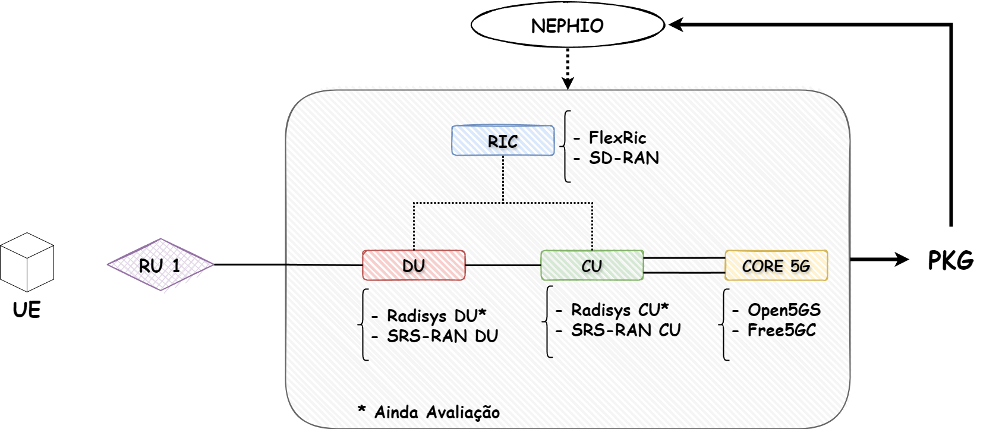 NEPHIO
RIC
- FlexRic
- SD-RAN
UE
RU 1
DU
CU
CORE 5G
PKG
- Radisys DU*
- SRS-RAN DU
- Radisys CU*
- SRS-RAN CU
- Open5GS
- Free5GC
* Ainda Avaliação